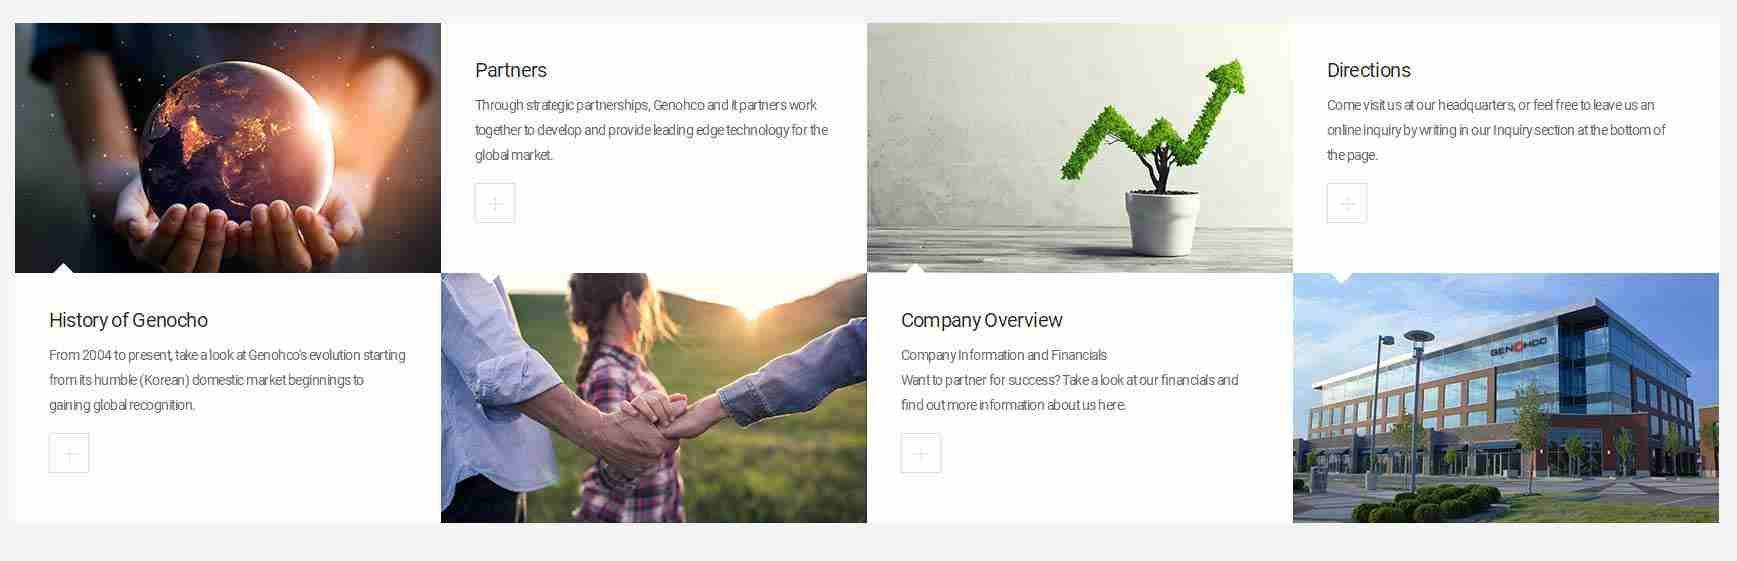 Partners
Through strategic partnerships, Genohco and it partners work
together to develop and provide leading edge technology for the
global market.
Directions
Come visit us at our headquarters, or feel free to leave us an
online inquiry by writing in our Inquiry section at the bottom of
the page.
History of Genocho
From 2004 to present, take a look at Genohco's evolution starting
from its humble (Korean) domestic market beginnings to
gaining global recognition.
Company Overview
Company Information and Financials
Want to partner for success? Take a look at our financials and
find out more information about us here.
GENOHCO